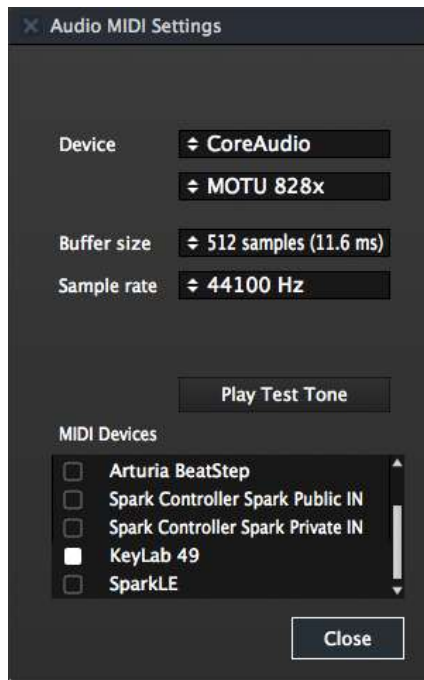 Audio MIDI Settings
Device
CoreAudio
MOTU 828x
Buffer size
512 samples (11.6 ms)
Sample rate
44100 Hz
Play Test Tone
MIDI Devices
Arturia BeatStep
Spark Controller Spark Public IN
Spark Controller Spark Private IN
KeyLab 49
SparkLE
Close